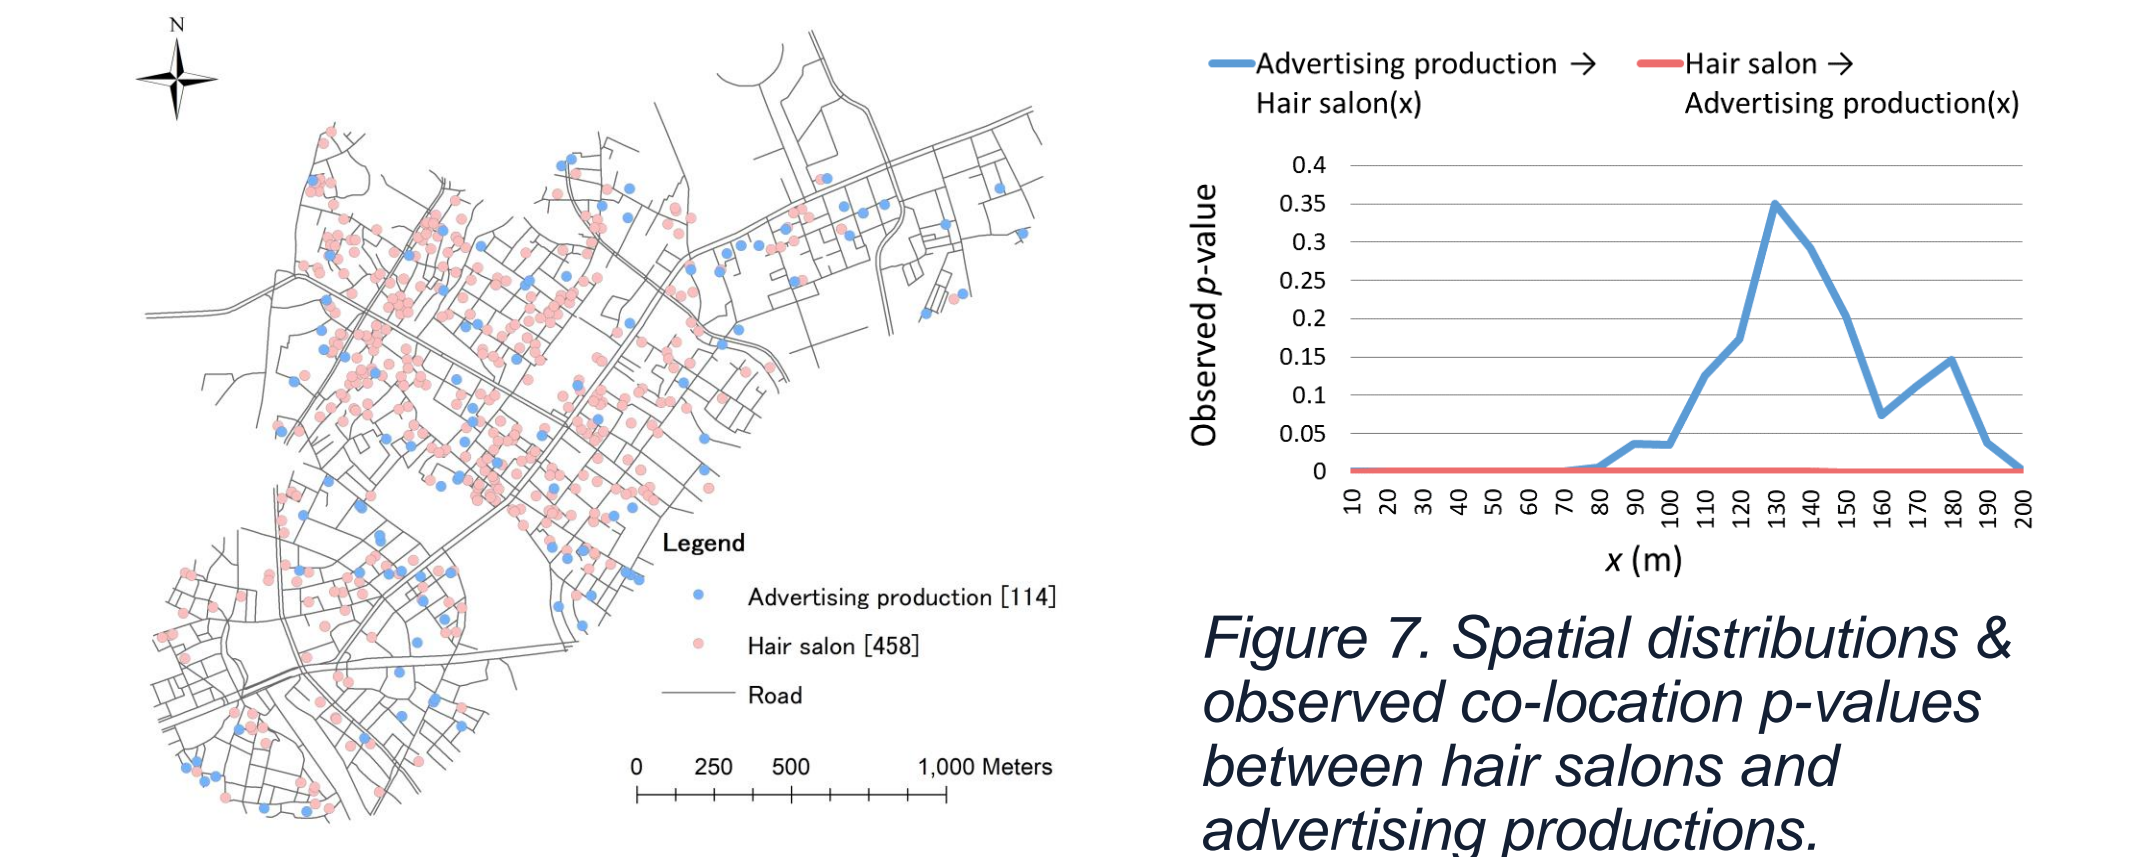 N
Legend
Advertising production [114]
Hair salon [458]
Road
0 250 500 1,000 Meters
Advertising production →
Hair salon(x)
Hair salon →
Advertising production(x)
Observed p-value
0.4
0.35
0.3
0.25
0.2
0.15
0.1
0.05
0
10 20 30 40 50 60 70 80 90 100 110 120 130 140 150 160 170 180 190 200
x (m)
Figure 7. Spatial distributions &
observed co-location p-values
between hair salons and
advertising productions.